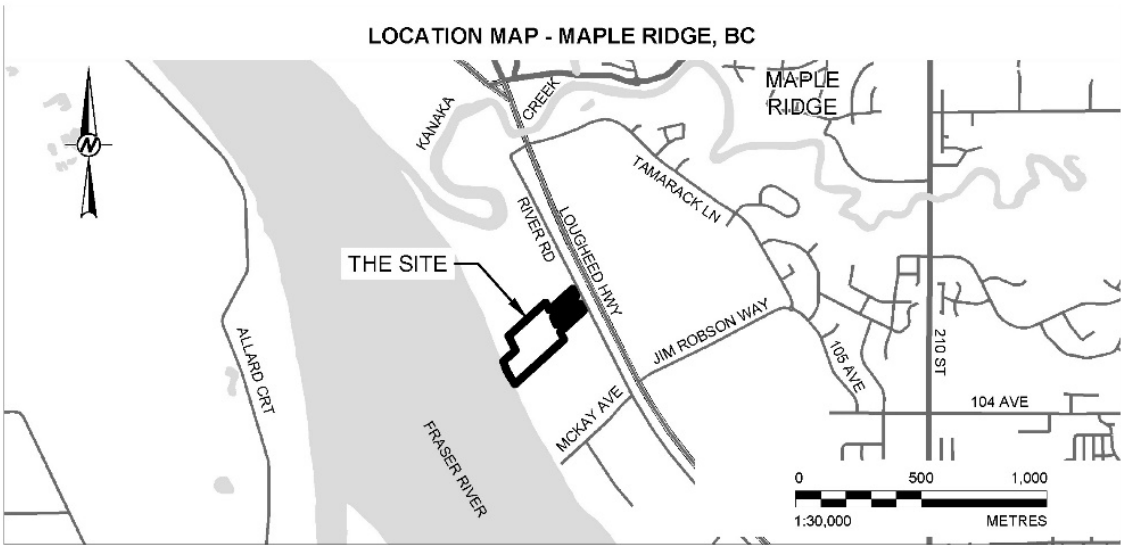 LOCATION MAP - MAPLE RIDGE, BC
MAPLE
RIDGE
KANAKA
CREEK
N
TAMARACK LN
RIVER RD
LOUGHEED HWY
THE SITE
ALLARD CRT
JIM ROBSON WAY
105 AVE
210 ST
104 AVE
MCKAY AVE
FRASER RIVER
0 500 1,000
1:30,000 METRES